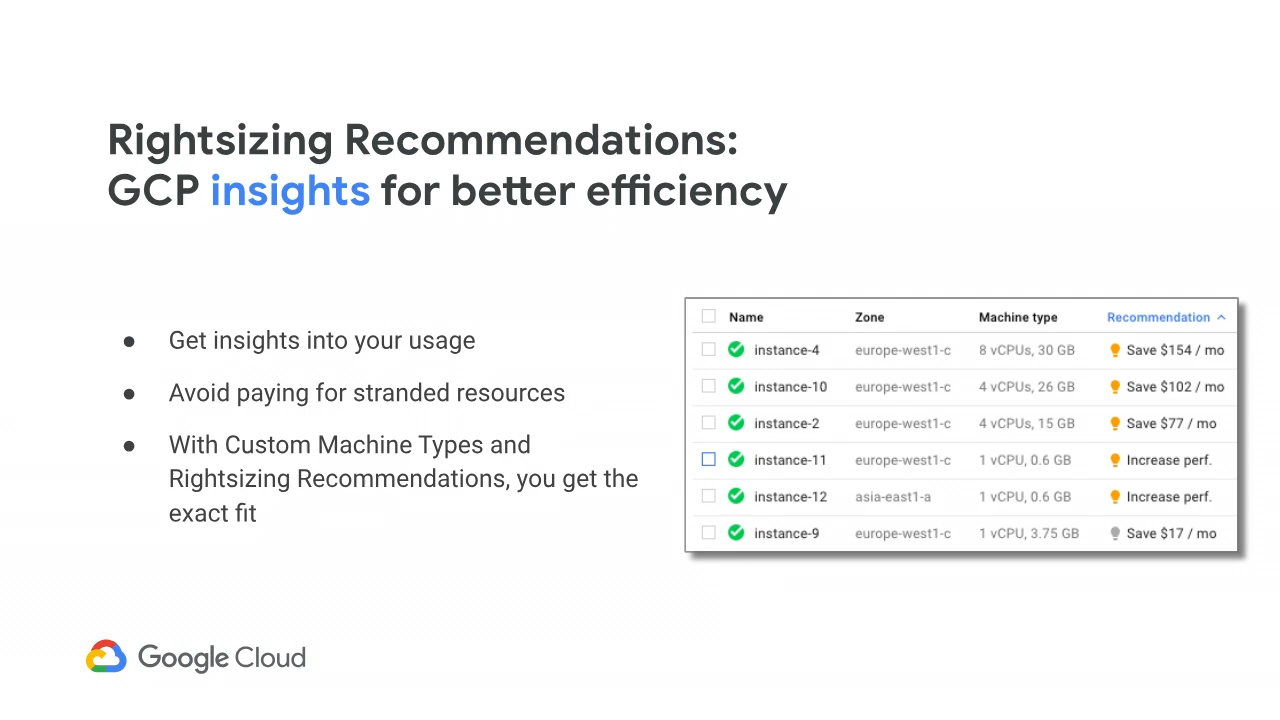 Rightsizing Recommendations:
GCP insights for better efficiency
● Get insights into your usage
● Avoid paying for stranded resources
● With Custom Machine Types and
Rightsizing Recommendations, you get the
exact fit
Name Zone Machine type Recommendation
instance-4 europe-west1-c 8 vCPUs, 30 GB Save $154 / mo
instance-10 europe-west1-c 4 vCPUs, 26 GB Save $102 / mo
instance-2 europe-west1-c 4 vCPUs, 15 GB Save $77 / mo
instance-11 europe-west1-c 1 vCPU, 0.6 GB Increase perf.
instance-12 asia-east1-a 1 vCPU, 0.6 GB Increase perf.
instance-9 europe-west1-c 1 vCPU, 3.75 GB Save $17 / mo
Google Cloud